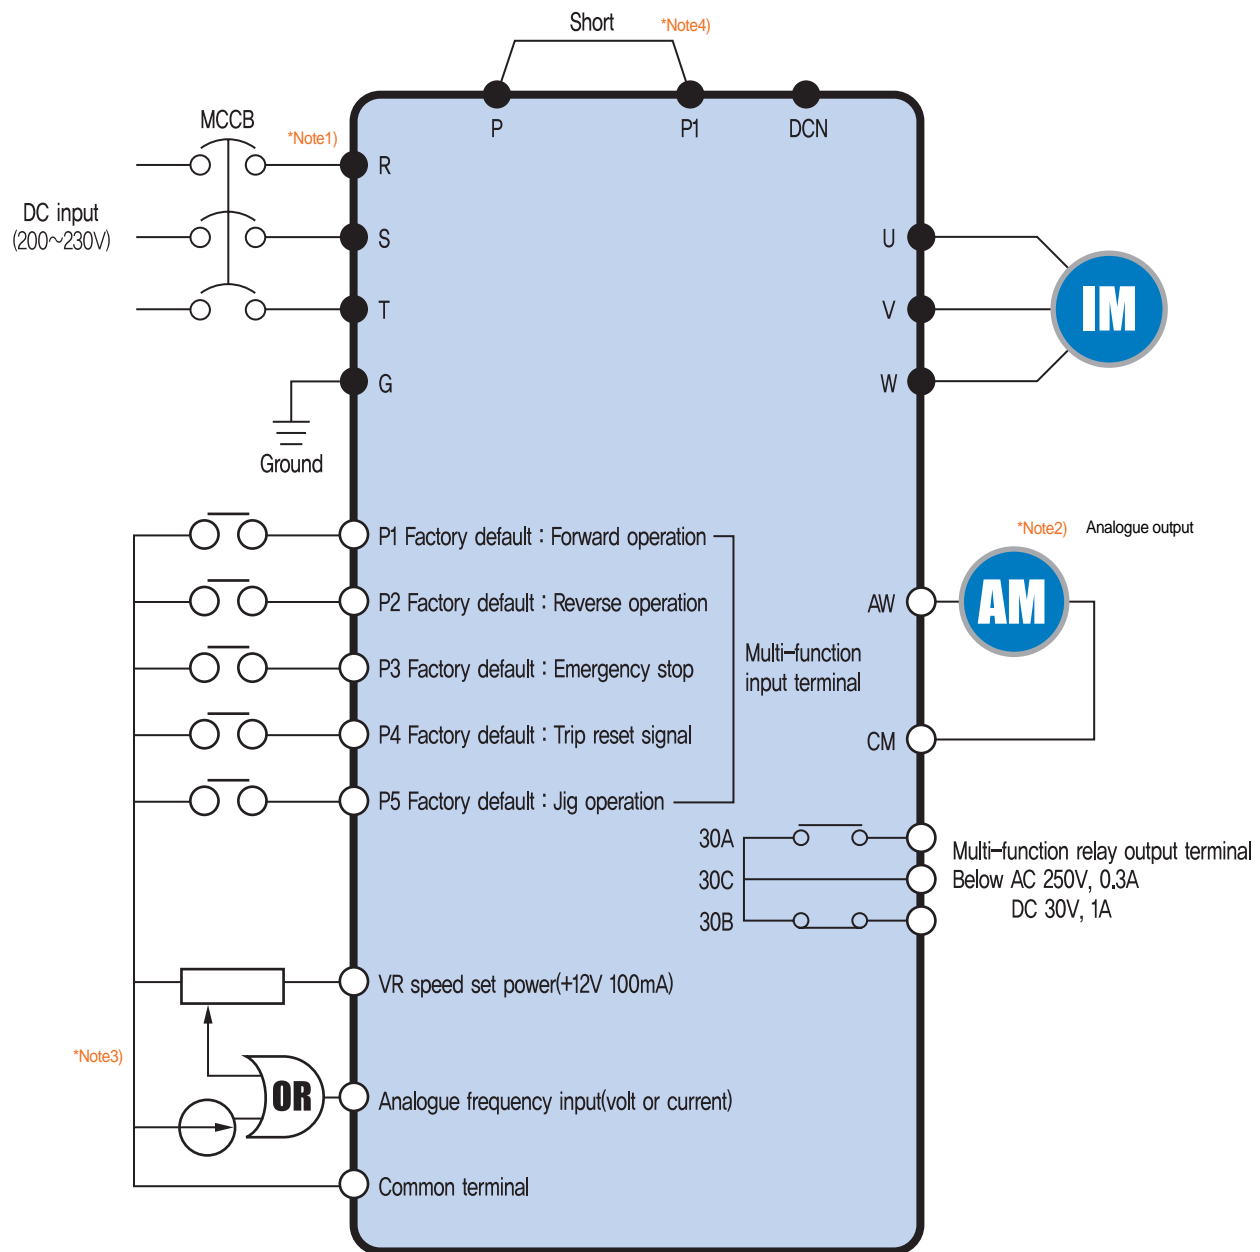 Short *Note4)
P P1 DCN
MCCB
*Note1)
R
DC input
(200~230V)
S
T
G
Ground
U
V
W
IM
P1 Factory default : Forward operation
P2 Factory default : Reverse operation
P3 Factory default : Emergency stop
P4 Factory default : Trip reset signal
P5 Factory default : Jig operation
Multi-function
input terminal
*Note2) Analogue output
AW
AM
CM
30A
30C
30B
Multi-function relay output terminal
Below AC 250V, 0.3A
DC 30V, 1A
VR speed set power(+12V 100mA)
*Note3)
OR
Analogue frequency input(volt or current)
Common terminal